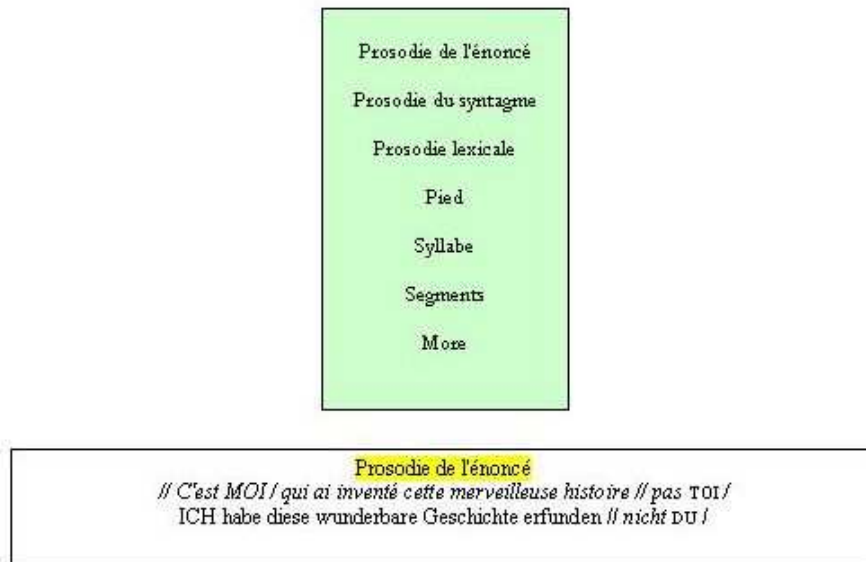 Prosodie de l'énoncé
Prosodie du syntagme
Prosodie lexicale
Pied
Syllabe
Segments
More
Prosodie de l'énoncé
// C'est MOI / qui ai inventé cette merveilleuse histoire // pas TOI /
ICH habe diese wunderbare Geschichte erfunden // nicht DU /